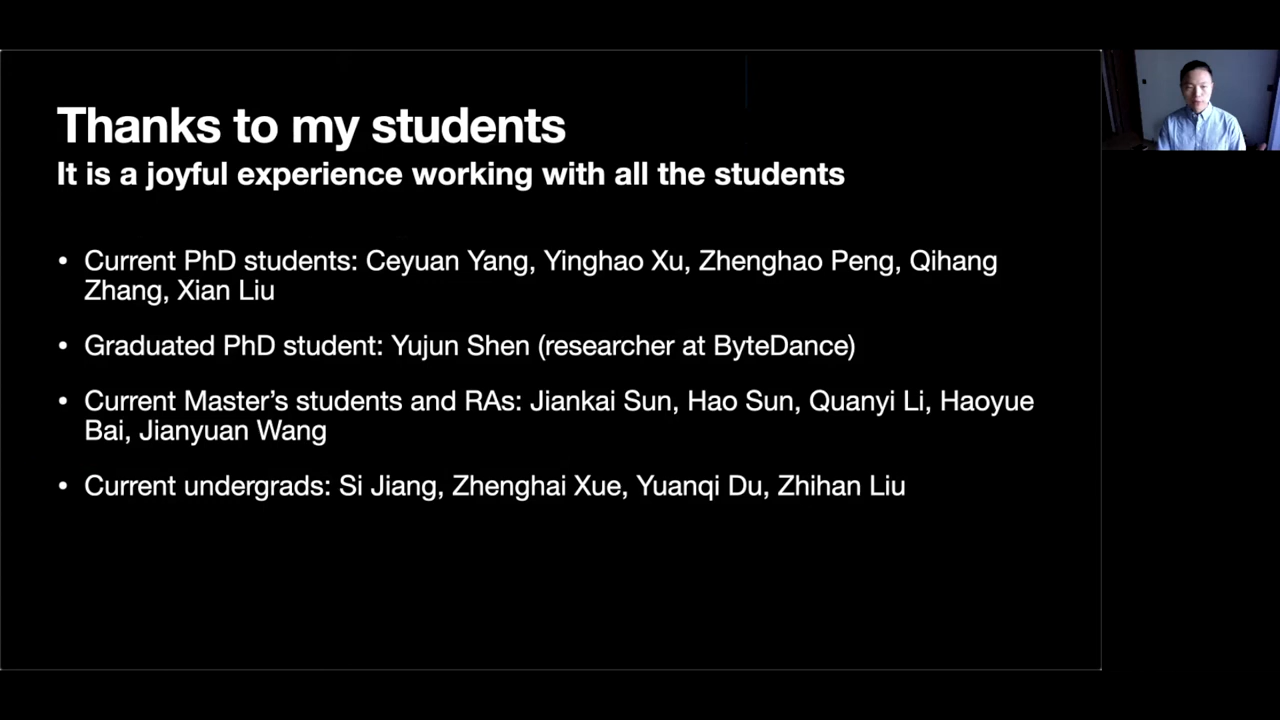 Thanks to my students
It is a joyful experience working with all the students
• Current PhD students: Ceyuan Yang, Yinghao Xu, Zhenghao Peng, Qihang
Zhang, Xian Liu
• Graduated PhD student: Yujun Shen (researcher at ByteDance)
• Current Master’s students and RAs: Jiankai Sun, Hao Sun, Quanyi Li, Haoyue
Bai, Jianyuan Wang
• Current undergrads: Si Jiang, Zhenghai Xue, Yuanqi Du, Zhihan Liu